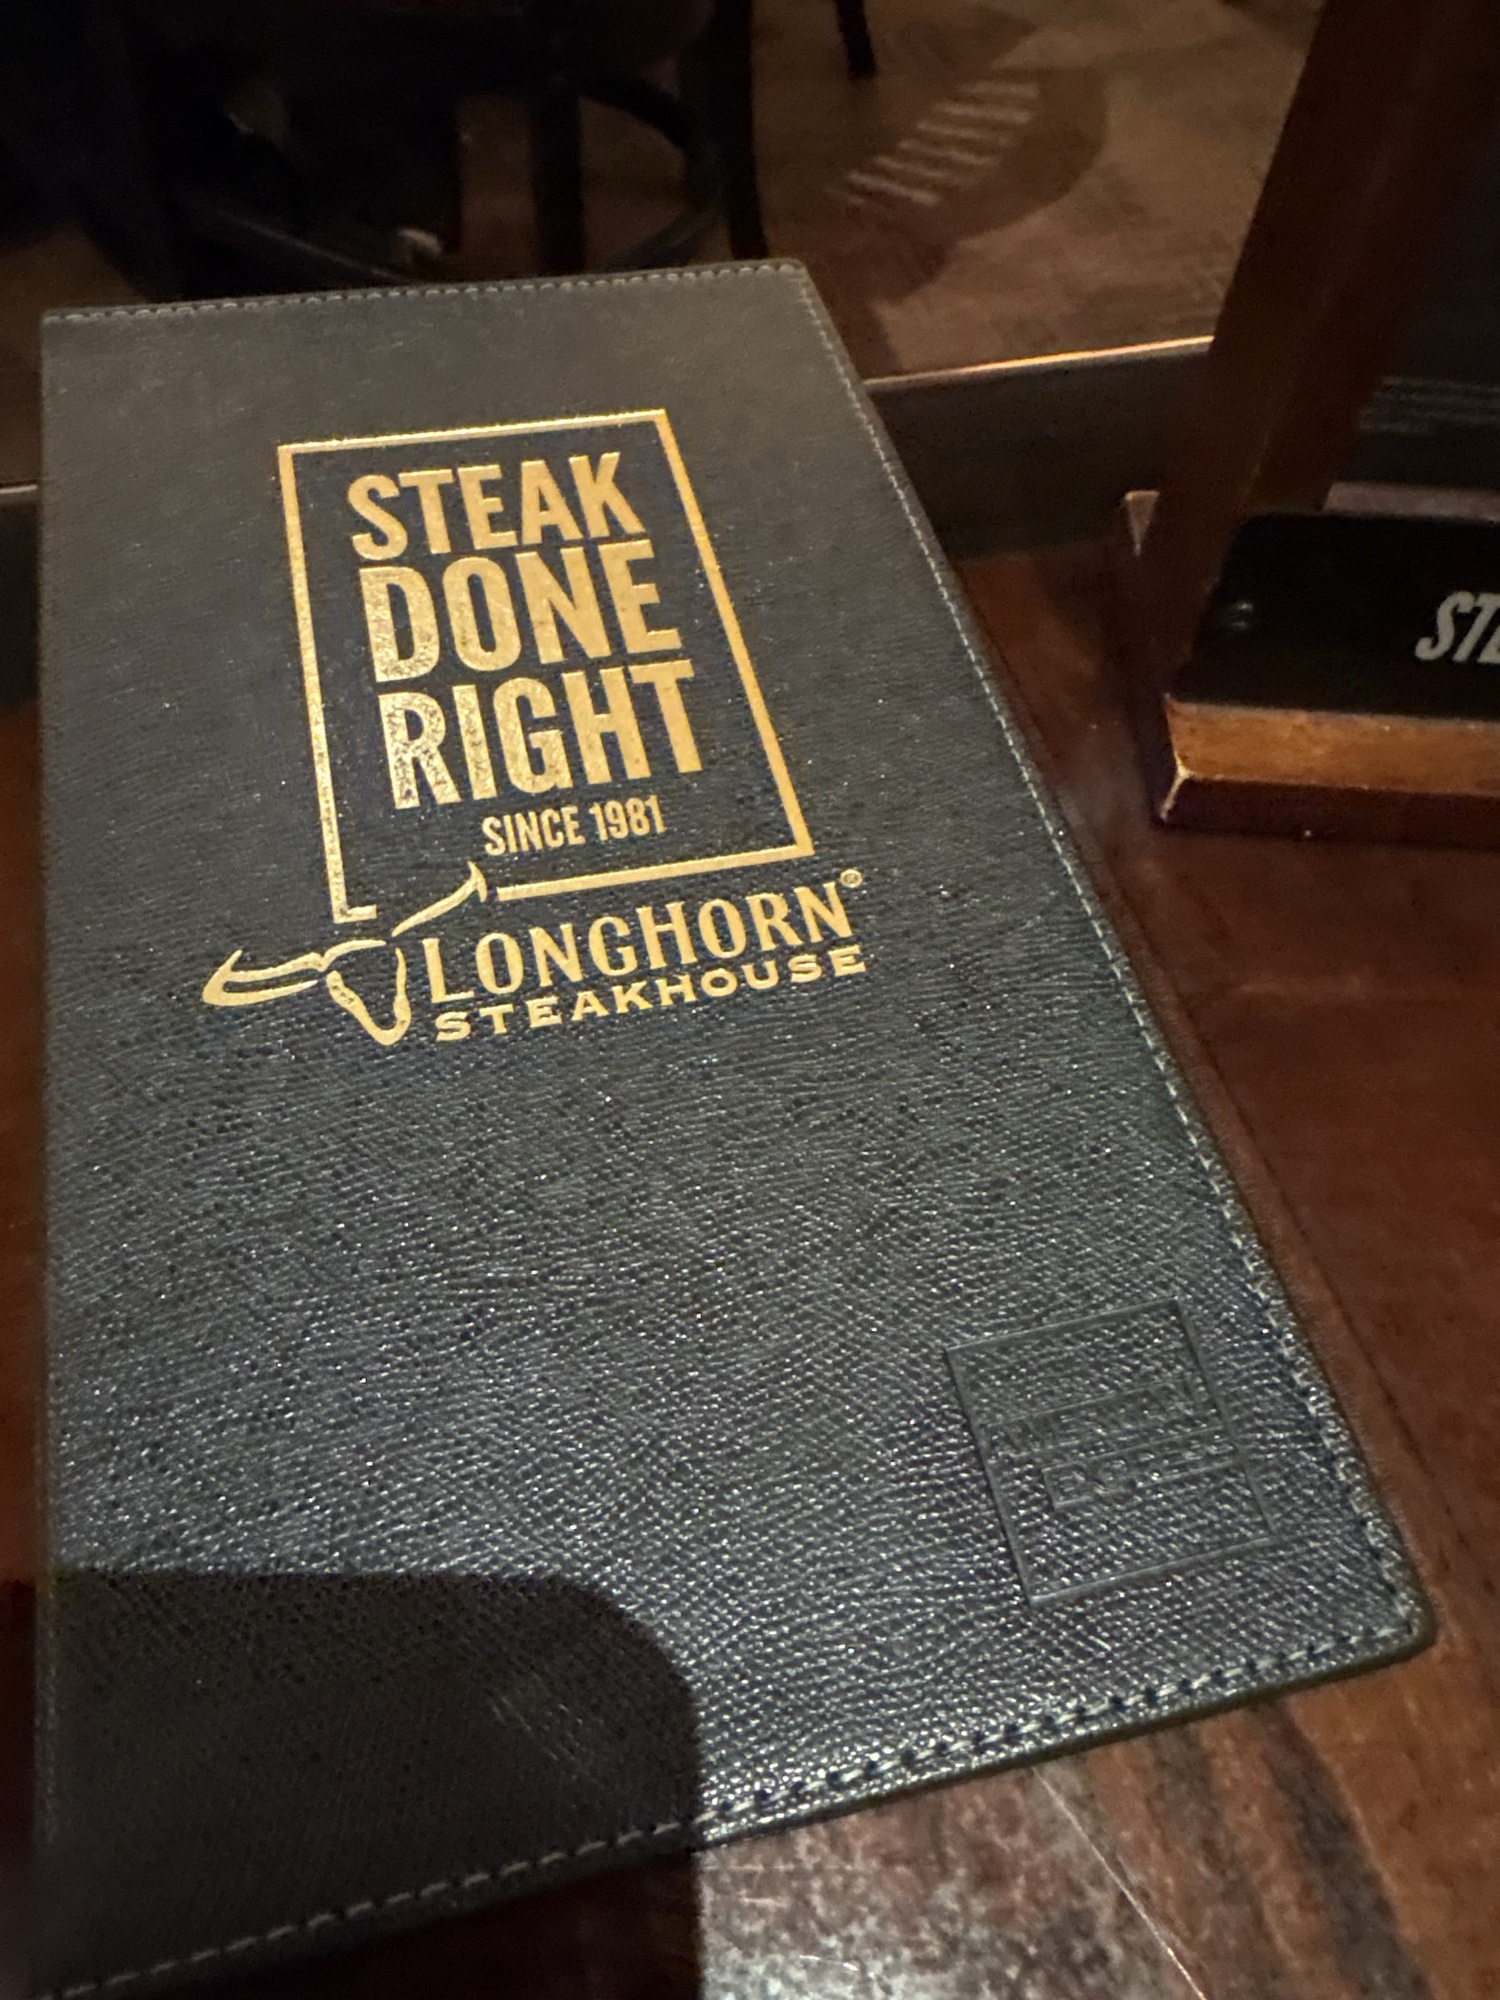 STEAK
DONE
RIGHT
SINCE 1981
LONGHORN®
STEAKHOUSE